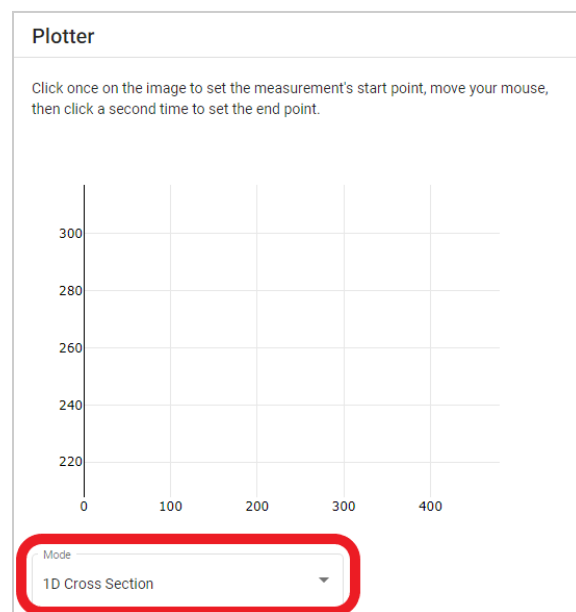 Plotter
Click once on the image to set the measurement's start point, move your mouse,
then click a second time to set the end point.
300
280
260
240
220
0 100 200 300 400
Mode
1D Cross Section